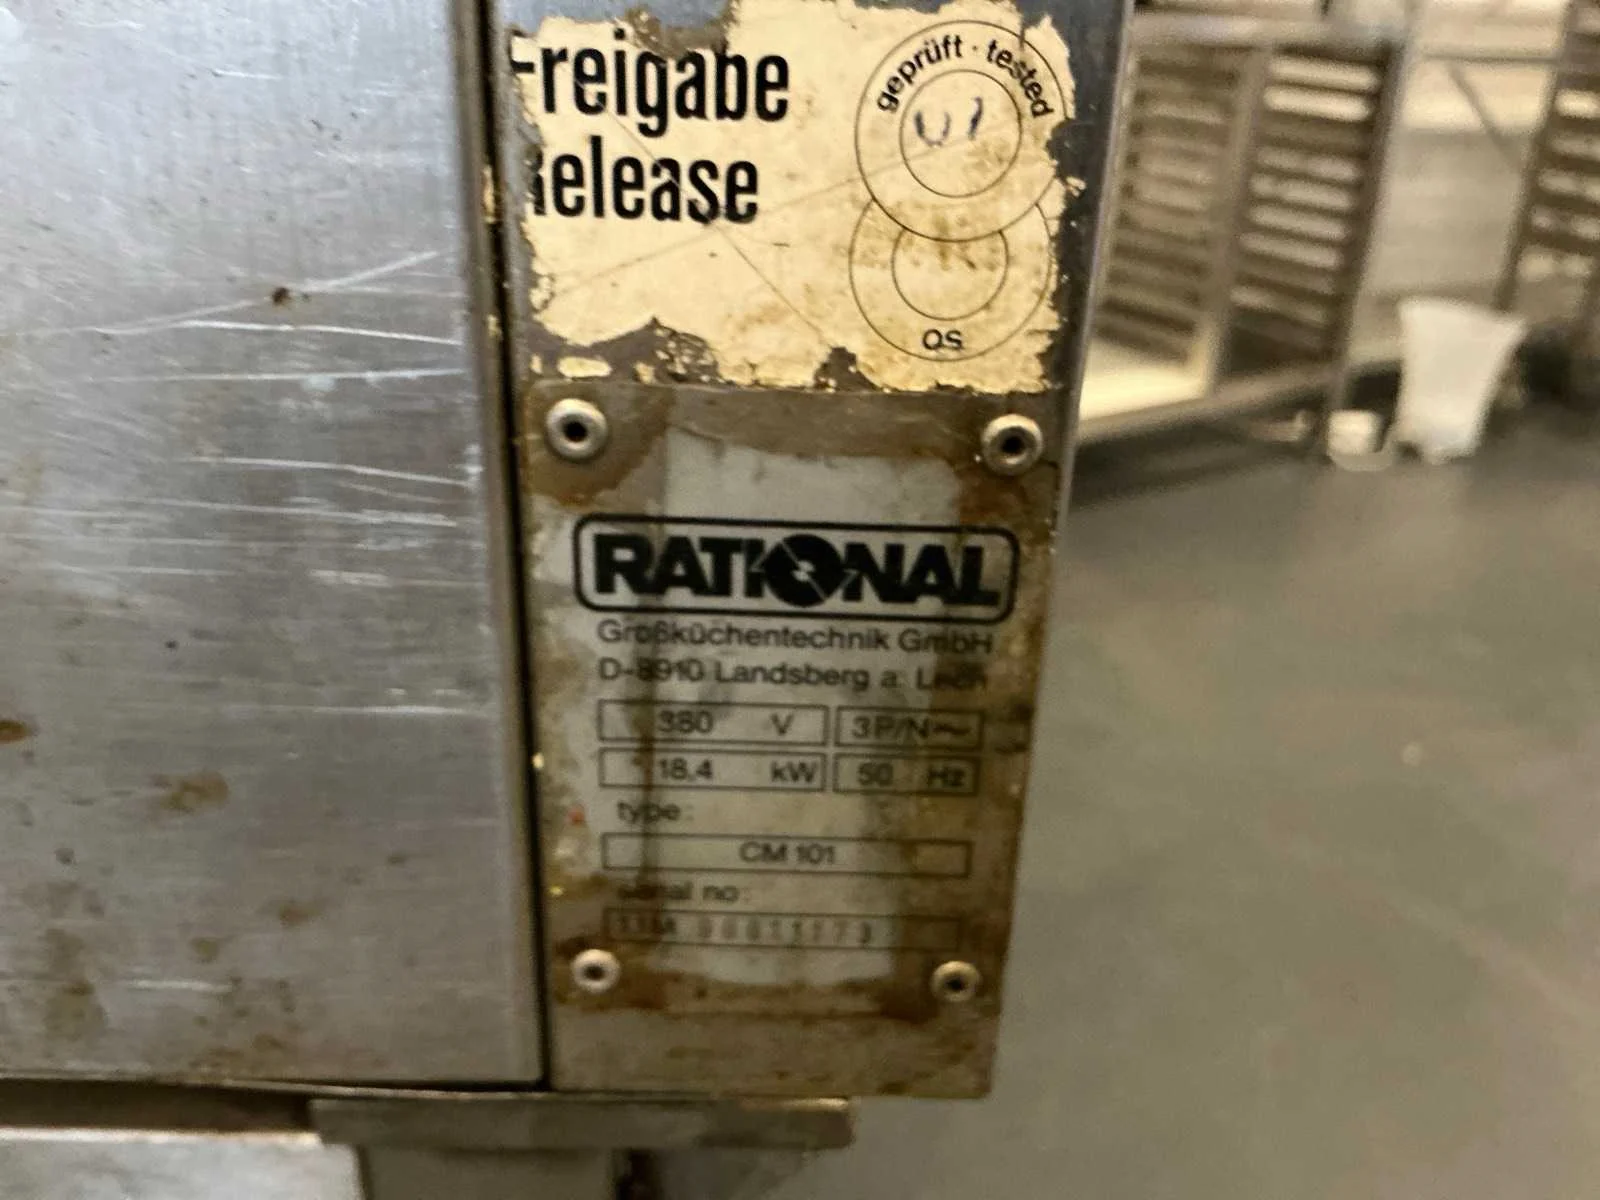 Freigabe
Release
geprüft · tested
01
QS
RATIONAL
Großküchentechnik GmbH
D-8910 Landsberg a. Lech
380 V 3P/N~
18,4 kW 50 Hz
type:
CM 101
serial no: